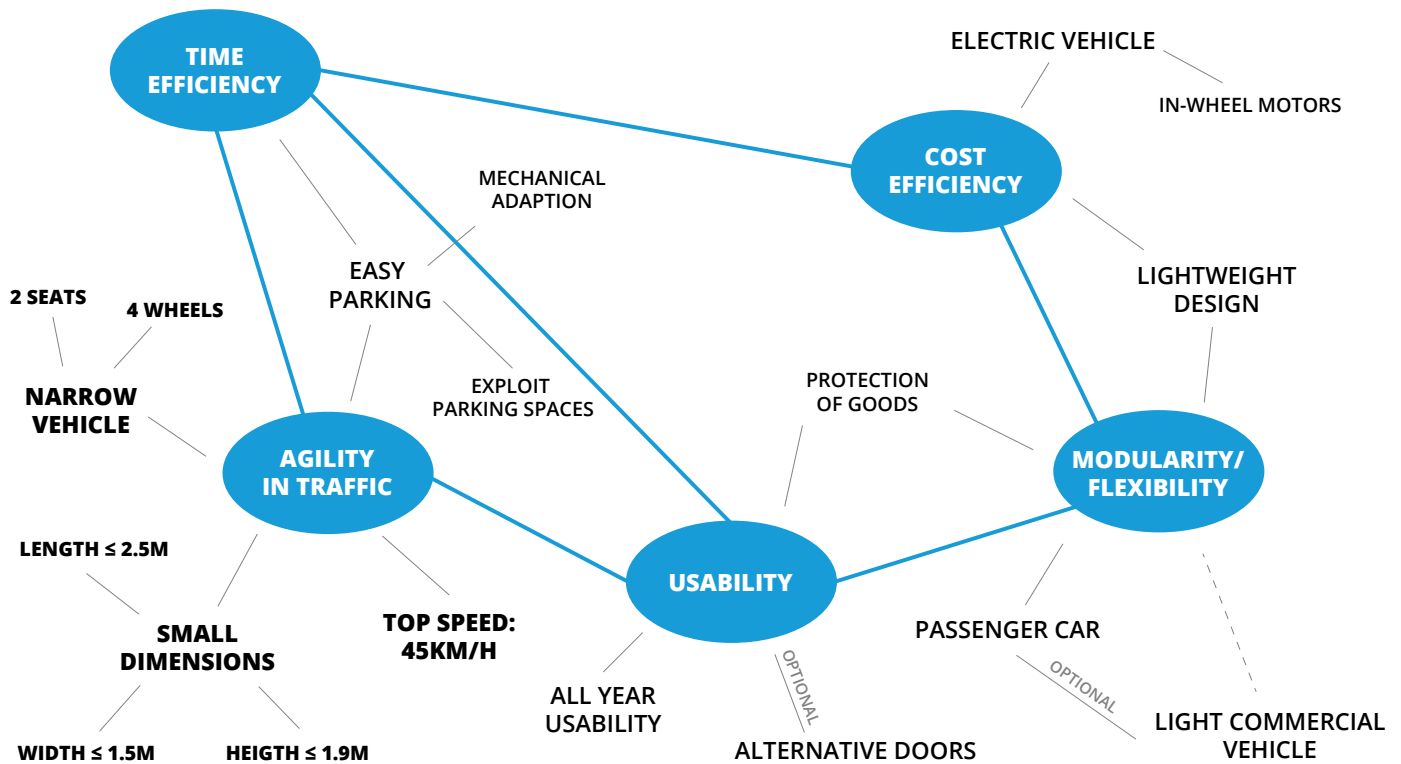 TIME
EFFICIENCY
ELECTRIC VEHICLE
IN-WHEEL MOTORS
COST
EFFICIENCY
MECHANICAL
ADAPTION
EASY
PARKING
LIGHTWEIGHT
DESIGN
2 SEATS
4 WHEELS
NARROW
VEHICLE
EXPLOIT
PARKING SPACES
PROTECTION
OF GOODS
AGILITY
IN TRAFFIC
MODULARITY/
FLEXIBILITY
LENGTH ≤ 2.5M
USABILITY
SMALL
DIMENSIONS
TOP SPEED:
45KM/H
PASSENGER CAR
OPTIONAL
OPTIONAL
ALL YEAR
USABILITY
LIGHT COMMERCIAL
VEHICLE
WIDTH ≤ 1.5M
HEIGTH ≤ 1.9M
ALTERNATIVE DOORS